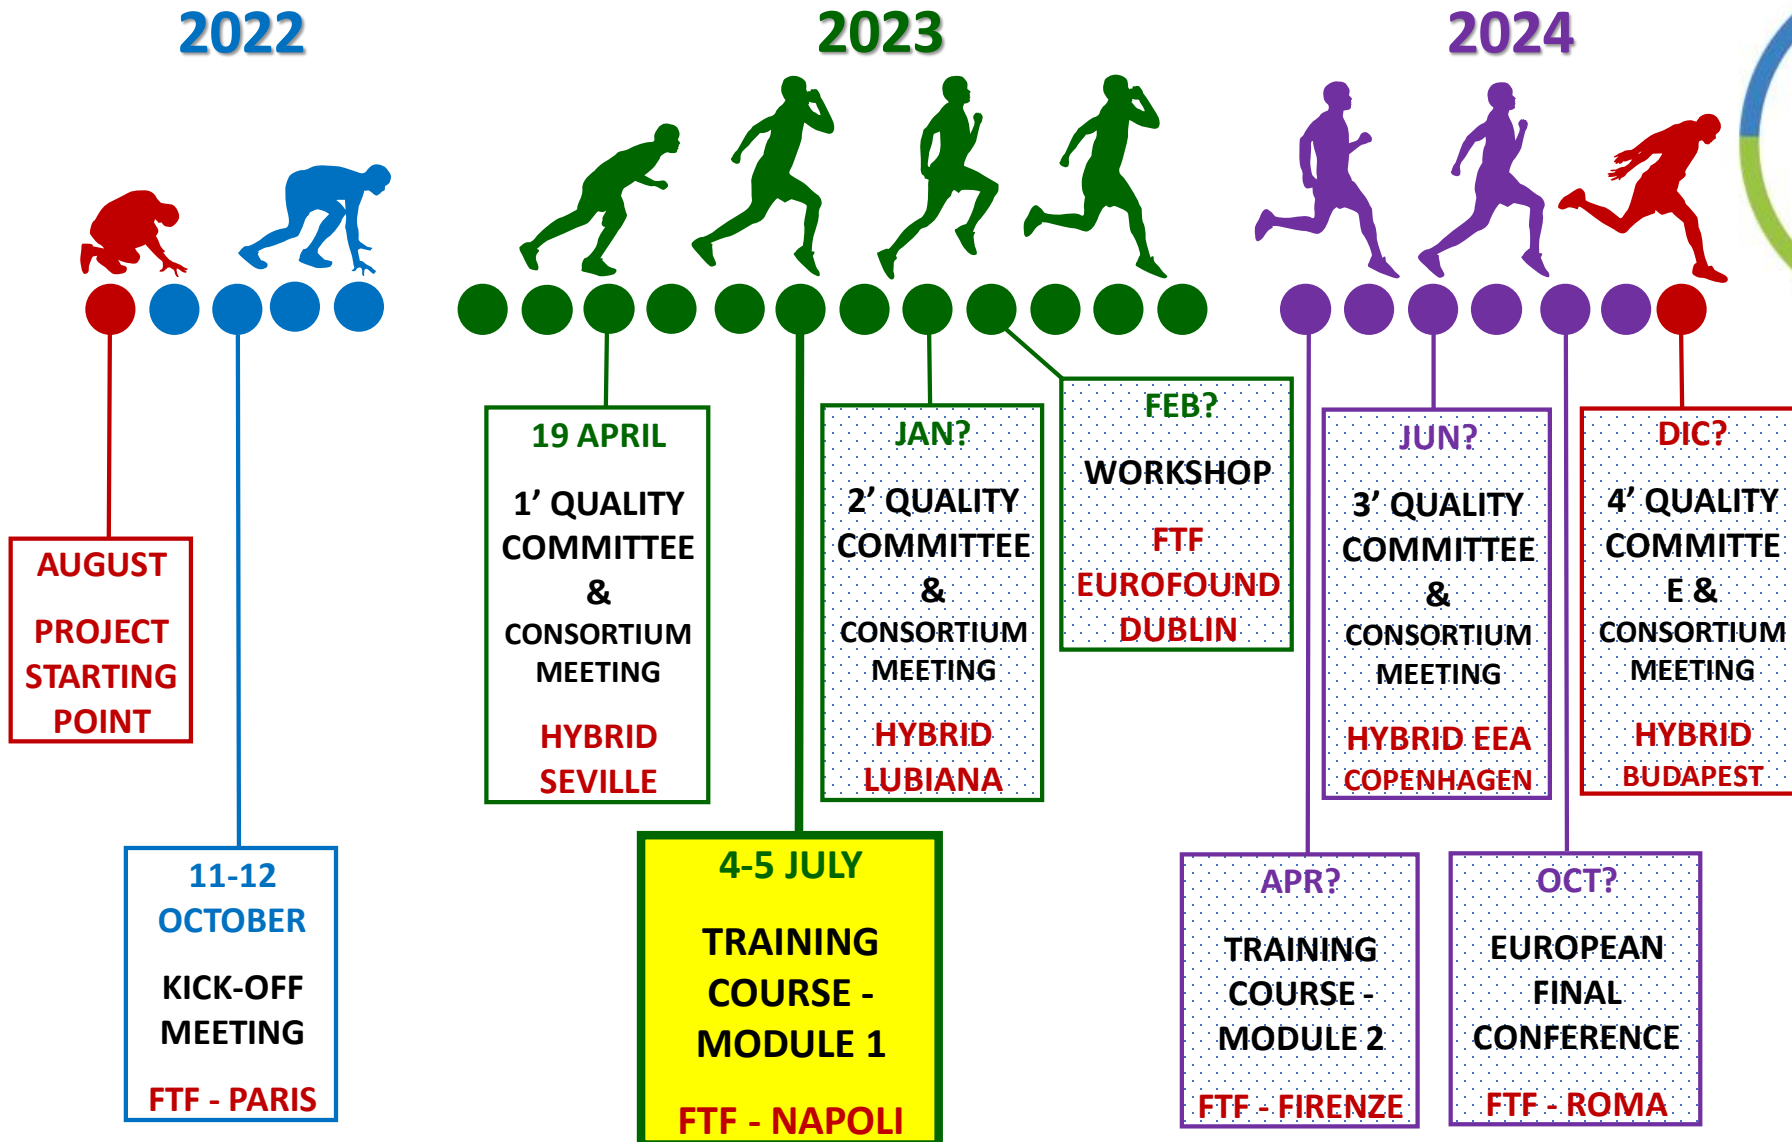 2022
2023
2024
AUGUST
PROJECT
STARTING
POINT
11-12
OCTOBER
KICK-OFF
MEETING
FTF - PARIS
19 APRIL
1’ QUALITY
COMMITTEE
&
CONSORTIUM
MEETING
HYBRID
SEVILLE
4-5 JULY
TRAINING
COURSE -
MODULE 1
FTF - NAPOLI
JAN?
2’ QUALITY
COMMITTEE
&
CONSORTIUM
MEETING
HYBRID
LUBIANA
FEB?
WORKSHOP
FTF
EUROFOUND
DUBLIN
APR?
TRAINING
COURSE -
MODULE 2
FTF - FIRENZE
JUN?
3’ QUALITY
COMMITTEE
&
CONSORTIUM
MEETING
HYBRID EEA
COPENHAGEN
OCT?
EUROPEAN
FINAL
CONFERENCE
FTF - ROMA
DIC?
4’ QUALITY
COMMITTE
E &
CONSORTIUM
MEETING
HYBRID
BUDAPEST